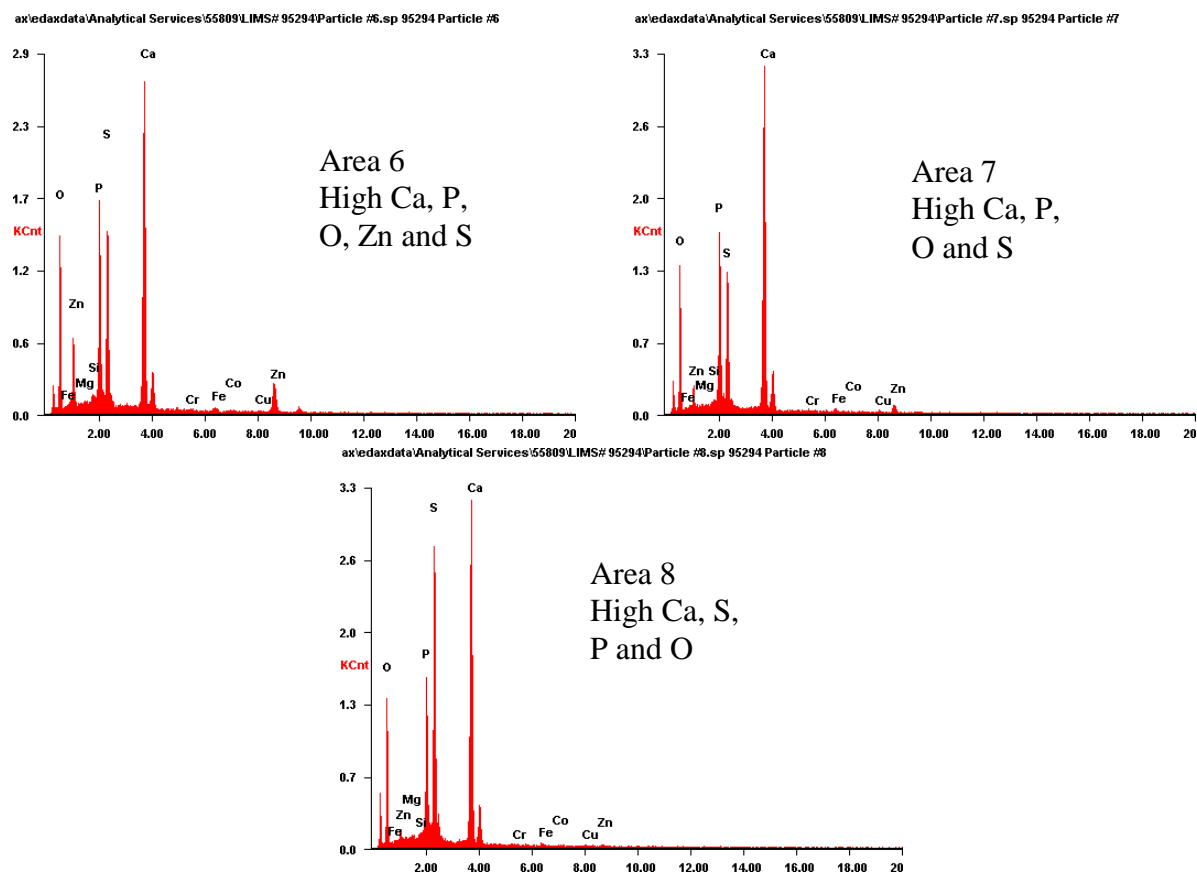 ax\edaxdata\Analytical Services\55809\LIMS# 95294\Particle #6.sp 95294 Particle #6
2.9
Ca
2.3
S
1.7
O
P
KCnt
1.2
Zn
0.6
Si
Mg
Fe
Cr
Fe
Co
Cu
Zn
0.0
2.00 4.00 6.00 8.00 10.00 12.00 14.00 16.00 18.00 20
Area 6
High Ca, P,
O, Zn and S
ax\edaxdata\Analytical Services\55809\LIMS# 95294\Particle #7.sp 95294 Particle #7
3.3
Ca
2.6
2.0
P
KCnt
O
S
1.3
0.7
Zn
Si
Mg
Fe
Cr
Fe
Co
Cu
Zn
0.0
2.00 4.00 6.00 8.00 10.00 12.00 14.00 16.00 18.00 20
Area 7
High Ca, P,
O and S
ax\edaxdata\Analytical Services\55809\LIMS# 95294\Particle #8.sp 95294 Particle #8
3.3
Ca
S
2.6
2.0
P
O
KCnt
1.3
0.7
Mg
Zn
Si
Fe
Cr
Fe
Co
Cu
Zn
0.0
2.00 4.00 6.00 8.00 10.00 12.00 14.00 16.00 18.00 20
Area 8
High Ca, S,
P and O